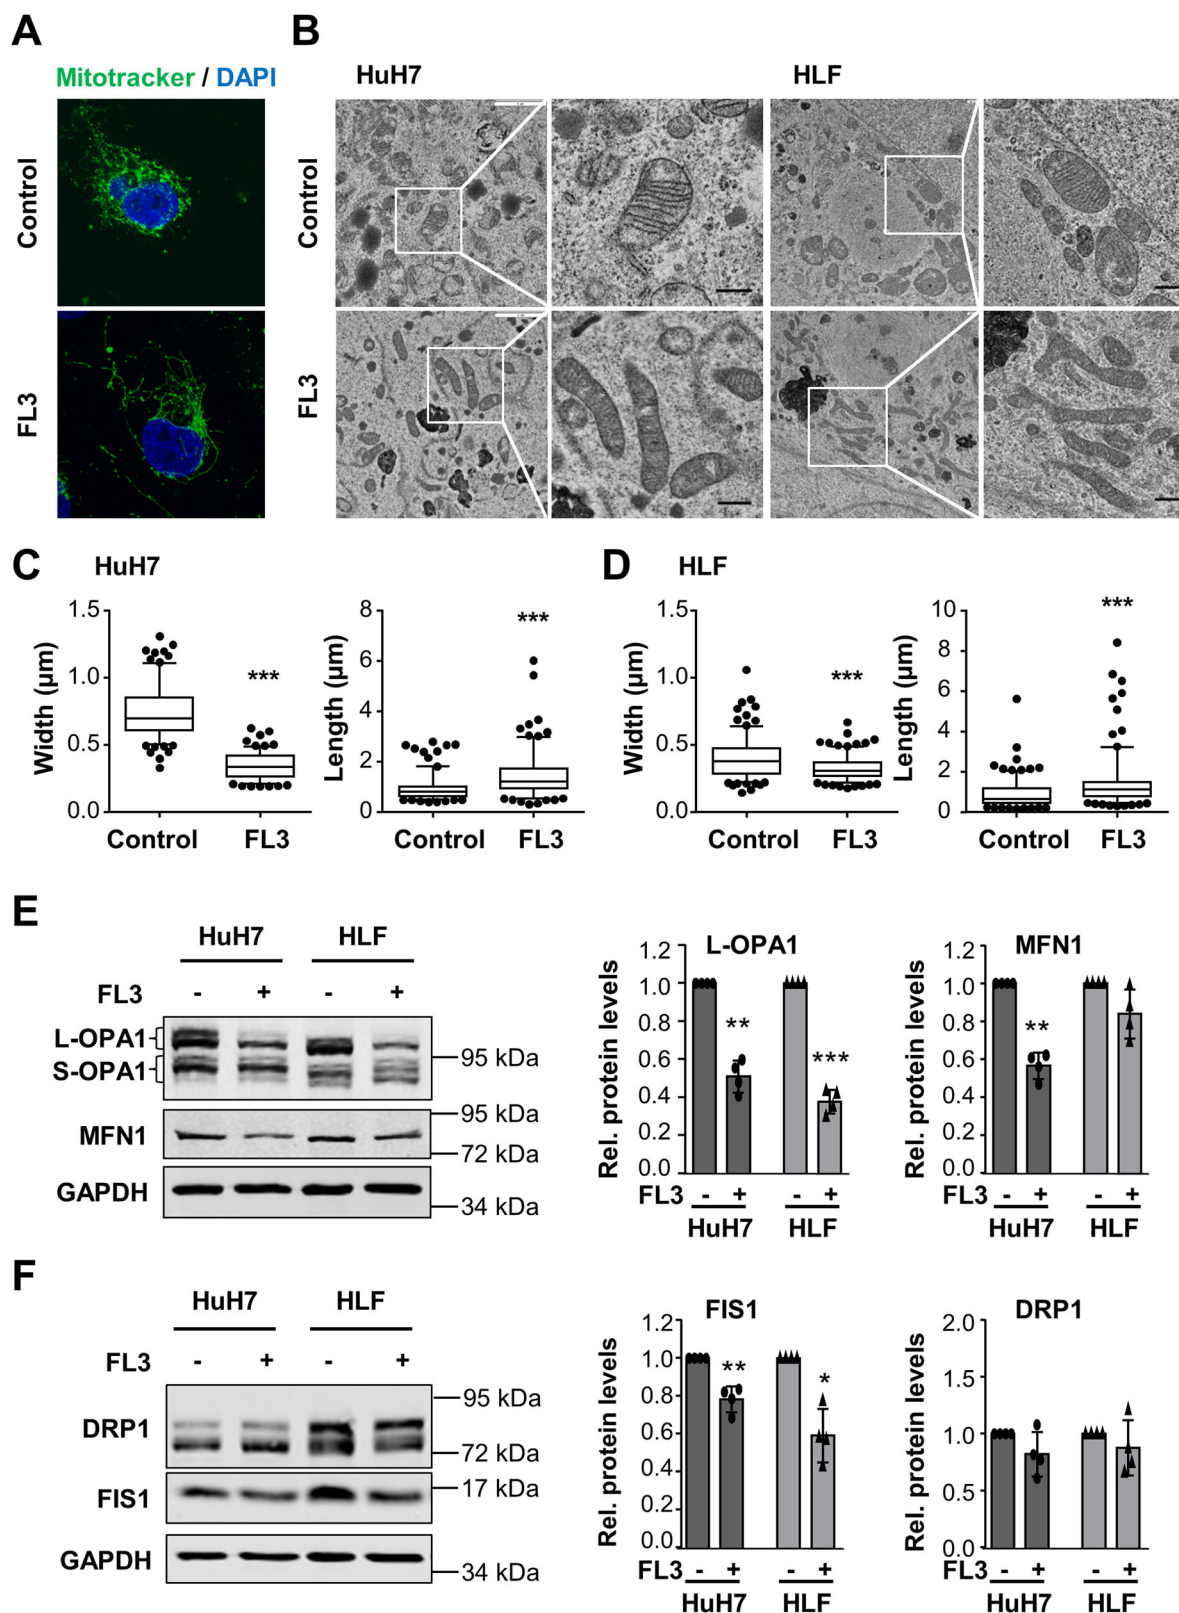 A
B
Mitotracker / DAPI
HuH7
HLF
Control
FL3
Control
FL3
C
HuH7
D
HLF
Width (µm)
1.5
1.0
0.5
0.0
***
Control
FL3
Length (µm)
8
6
4
2
0
***
Control
FL3
Width (µm)
1.5
1.0
0.5
0.0
***
Control
FL3
Length (µm)
10
8
6
4
2
0
***
Control
FL3
E
HuH7
HLF
FL3
-
+
-
+
L-OPA1
S-OPA1
95 kDa
MFN1
95 kDa
72 kDa
GAPDH
34 kDa
L-OPA1
Rel. protein levels
1.2
1.0
0.8
0.6
0.4
0.2
0.0
**
***
FL3 - + - +
HuH7
HLF
MFN1
Rel. protein levels
1.2
1.0
0.8
0.6
0.4
0.2
0.0
**
FL3 - + - +
HuH7
HLF
F
HuH7
HLF
FL3
-
+
-
+
DRP1
95 kDa
72 kDa
FIS1
17 kDa
GAPDH
34 kDa
FIS1
Rel. protein levels
1.2
1.0
0.8
0.6
0.4
0.2
0.0
**
*
FL3 - + - +
HuH7
HLF
DRP1
Rel. protein levels
2.0
1.5
1.0
0.5
0.0
FL3 - + - +
HuH7
HLF